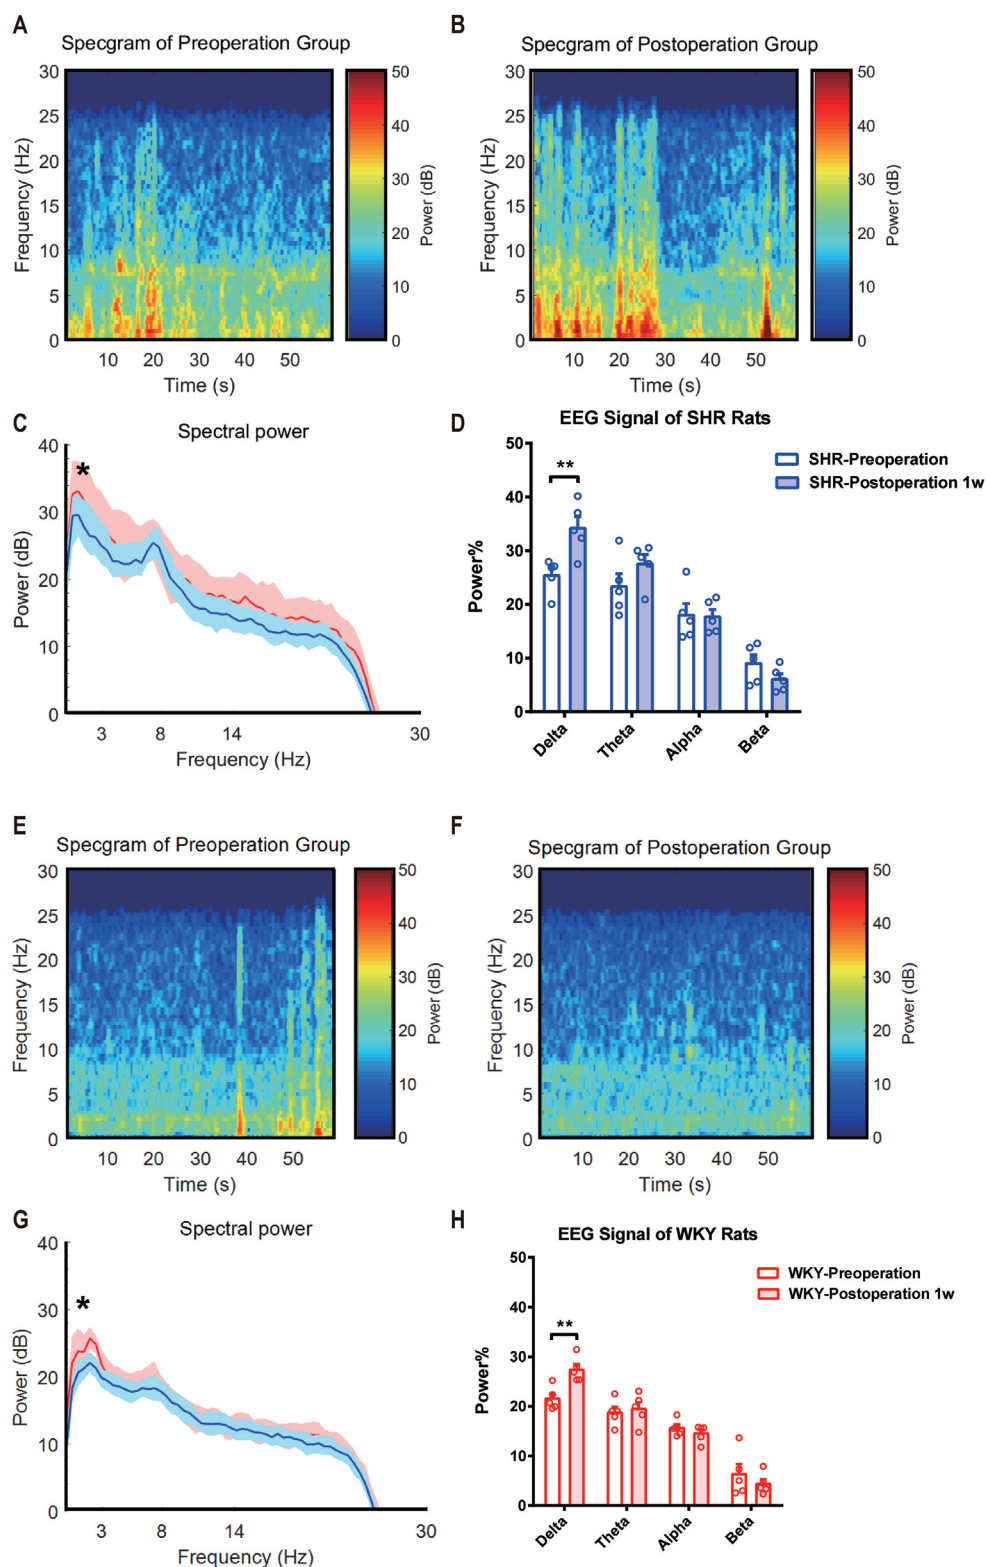 A
Specgram of Preoperation Group
30
25
20
15
10
5
0
Frequency (Hz)
10 20 30 40 50
Time (s)
50
40
30
20
10
0
Power (dB)
B
Specgram of Postoperation Group
30
25
20
15
10
5
0
Frequency (Hz)
10 20 30 40 50
Time (s)
50
40
30
20
10
0
Power (dB)
C
Spectral power
40
30
20
10
0
Power (dB)
*
3 8 14 30
Frequency (Hz)
D
EEG Signal of SHR Rats
50
40
30
20
10
0
Power%
**
SHR-Preoperation
SHR-Postoperation 1w
Delta Theta Alpha Beta
E
Specgram of Preoperation Group
30
25
20
15
10
5
0
Frequency (Hz)
10 20 30 40 50
Time (s)
50
40
30
20
10
0
Power (dB)
F
Specgram of Postoperation Group
30
25
20
15
10
5
0
Frequency (Hz)
10 20 30 40 50
Time (s)
50
40
30
20
10
0
Power (dB)
G
Spectral power
40
30
20
10
0
Power (dB)
*
3 8 14 30
Frequency (Hz)
H
EEG Signal of WKY Rats
50
40
30
20
10
0
Power%
**
WKY-Preoperation
WKY-Postoperation 1w
Delta Theta Alpha Beta